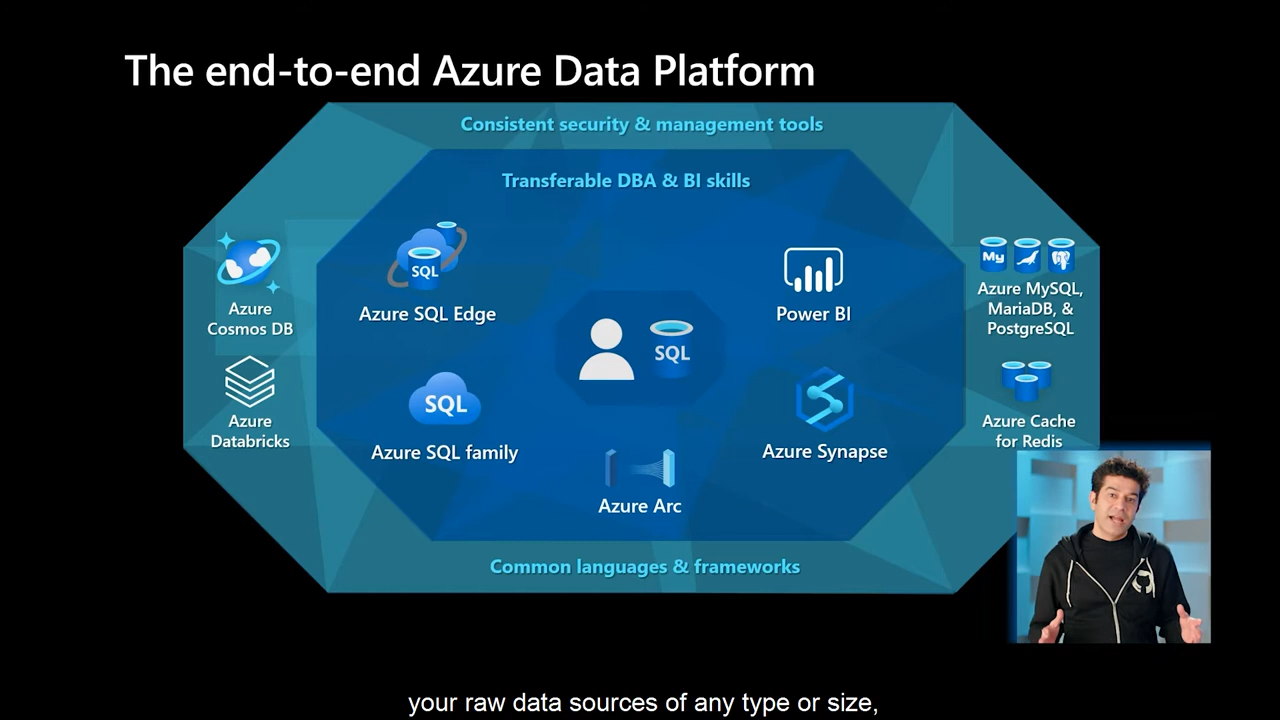 The end-to-end Azure Data Platform
Consistent security & management tools
Transferable DBA & BI skills
Azure
Cosmos DB
Azure
Databricks
SQL
Azure SQL Edge
SQL
Azure SQL family
SQL
Azure Arc
Power BI
Azure Synapse
My
Azure MySQL,
MariaDB, &
PostgreSQL
Azure Cache
for Redis
Common languages & frameworks
your raw data sources of any type or size,